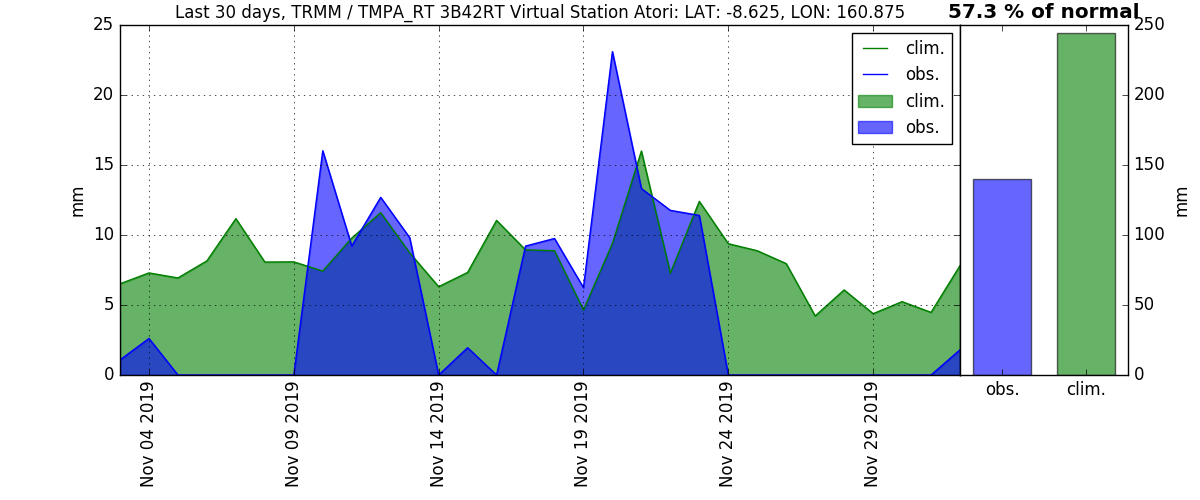 Last 30 days, TRMM / TMPA_RT 3B42RT Virtual Station Atori: LAT: -8.625, LON: 160.875
57.3 % of normal
25
20
15
10
5
0
mm
clim.
obs.
clim.
obs.
250
200
150
100
50
0
mm
obs.
clim.
Nov 04 2019
Nov 09 2019
Nov 14 2019
Nov 19 2019
Nov 24 2019
Nov 29 2019